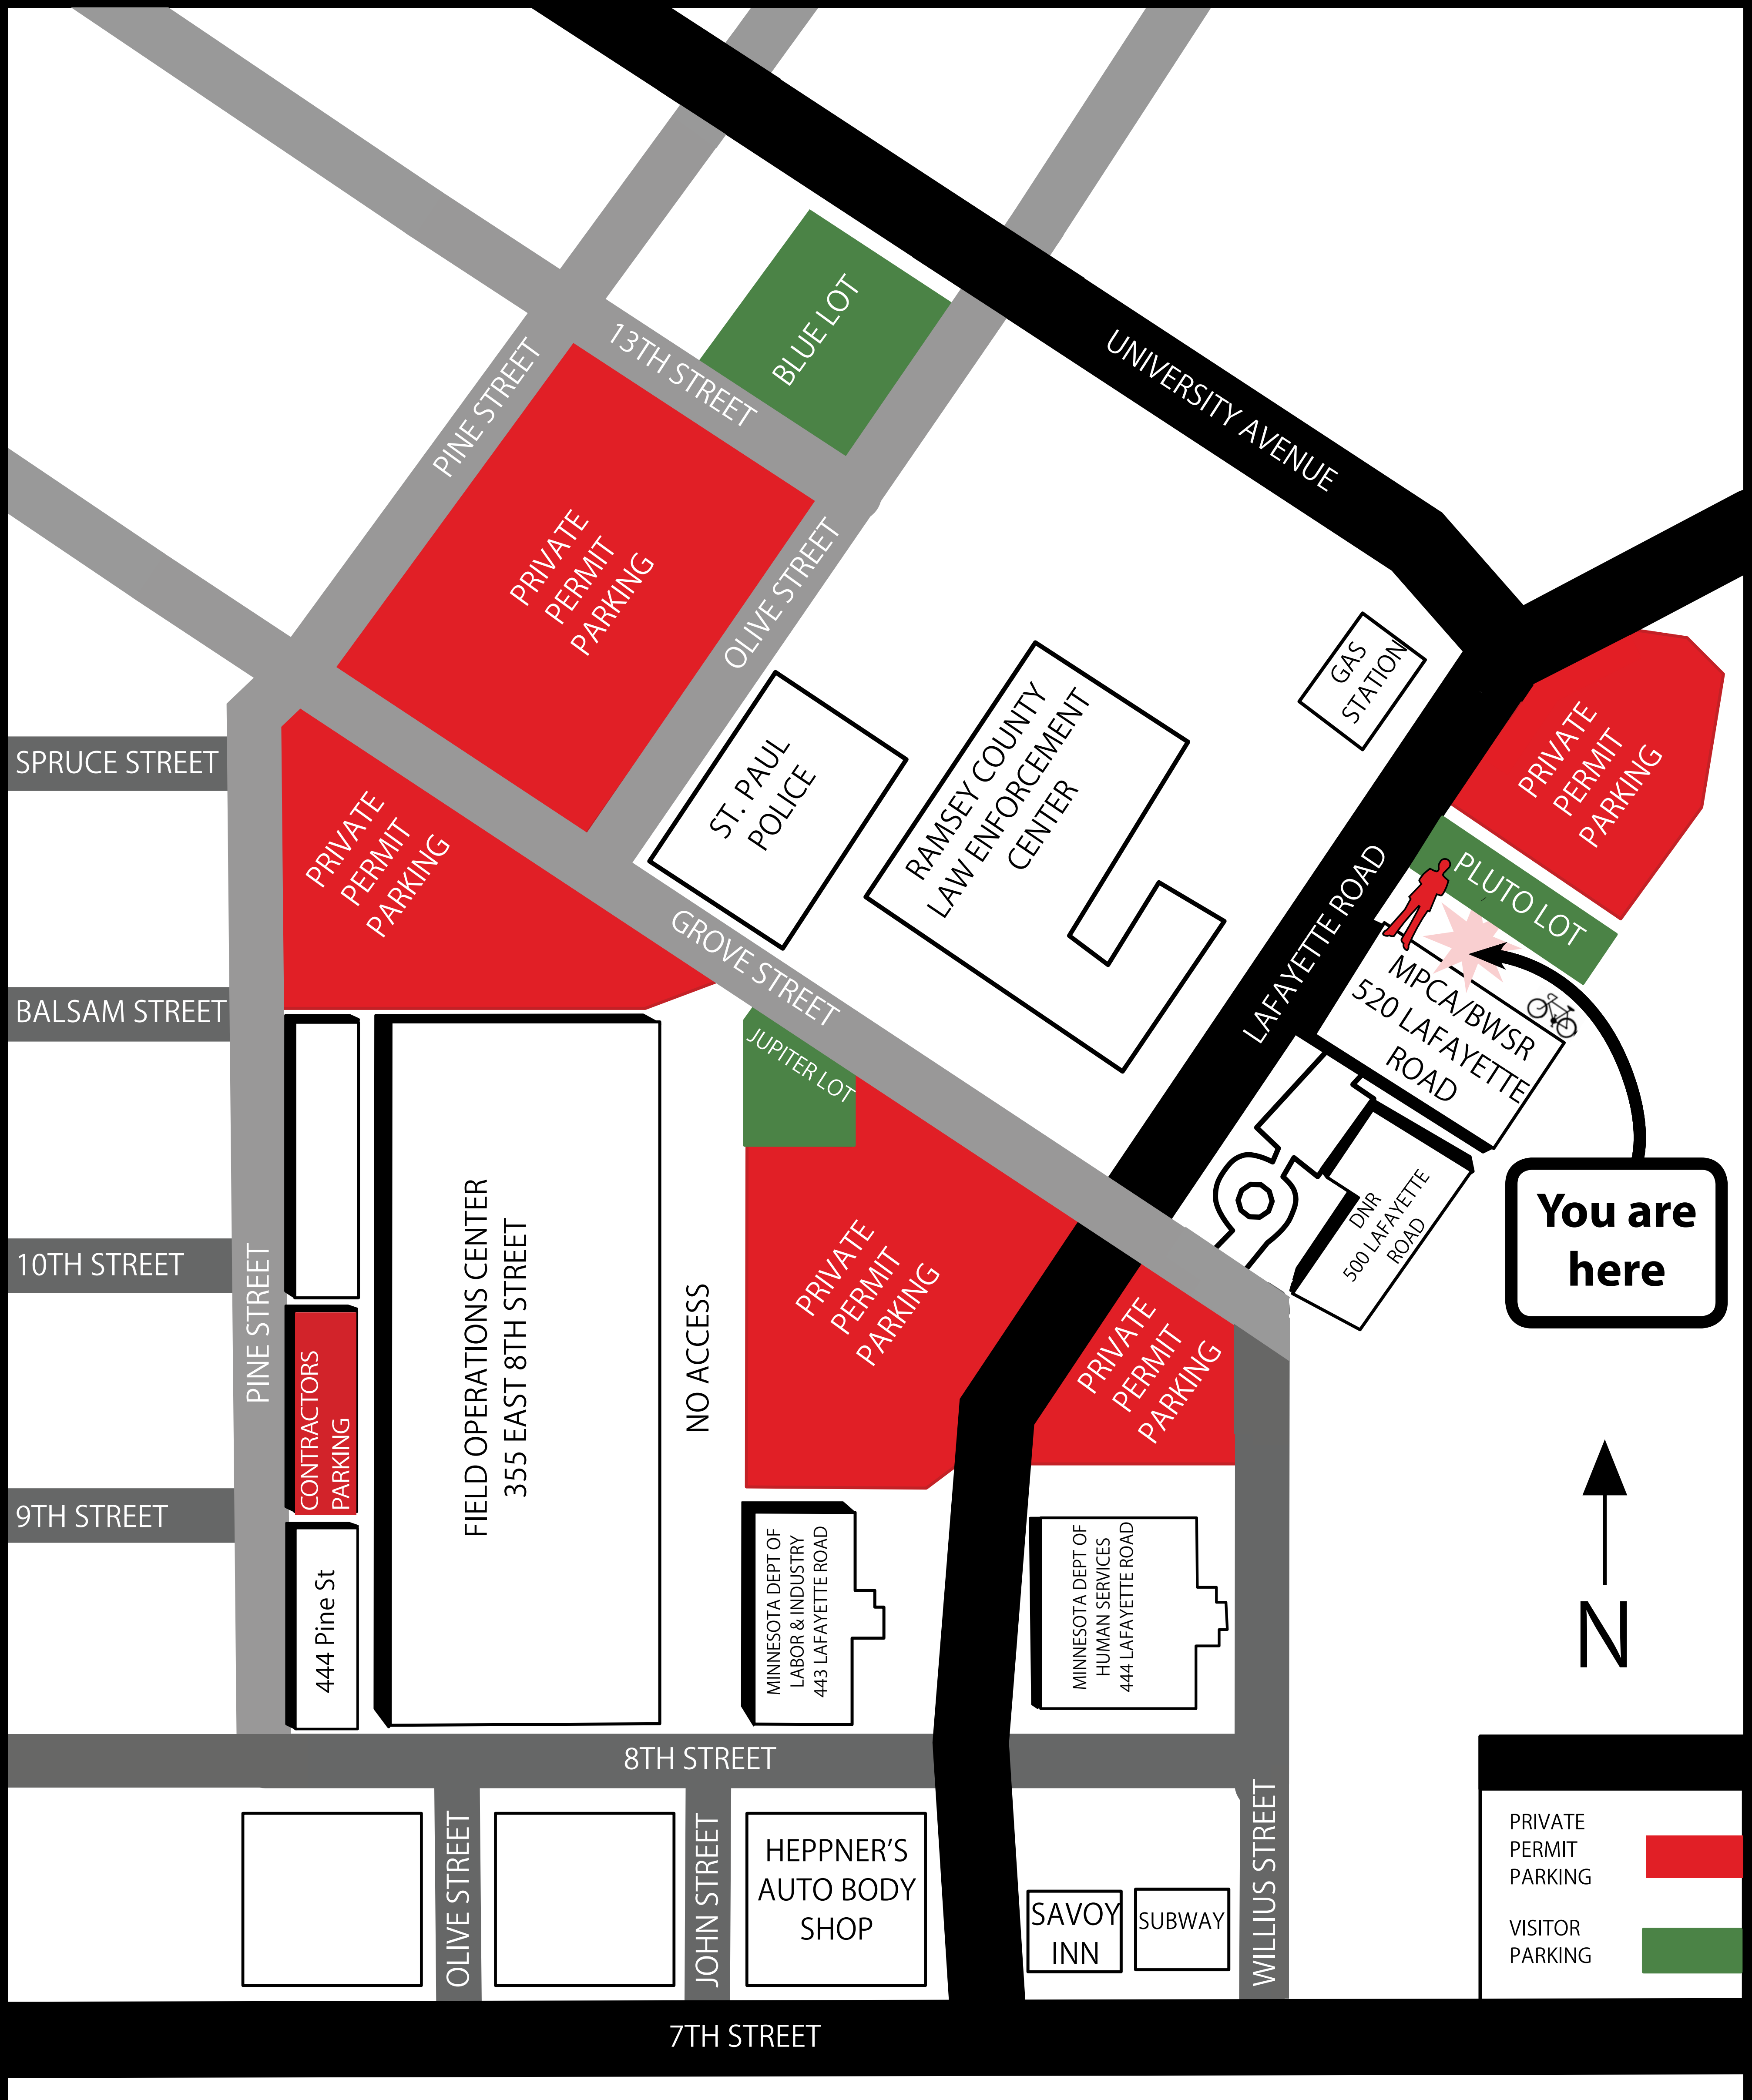 BLUE LOT
13TH STREET
UNIVERSITY AVENUE
PINE STREET
PRIVATE
PERMIT
PARKING
OLIVE STREET
GAS
STATION
PRIVATE
PERMIT
PARKING
RAMSEY COUNTY
LAW ENFORCEMENT
CENTER
ST. PAUL
POLICE
SPRUCE STREET
PRIVATE
PERMIT
PARKING
LAFAYETTE ROAD
PLUTO LOT
GROVE STREET
BALSAM STREET
MPCA/BWSR
520 LAFAYETTE
ROAD
JUPITER LOT
DNR
500 LAFAYETTE
ROAD
You are
here
10TH STREET
PINE STREET
FIELD OPERATIONS CENTER
355 EAST 8TH STREET
NO ACCESS
PRIVATE
PERMIT
PARKING
PRIVATE
PERMIT
PARKING
CONTRACTORS
PARKING
9TH STREET
444 Pine St
MINNESOTA DEPT OF
LABOR & INDUSTRY
443 LAFAYETTE ROAD
MINNESOTA DEPT OF
HUMAN SERVICES
444 LAFAYETTE ROAD
N
8TH STREET
OLIVE STREET
JOHN STREET
HEPPNER’S
AUTO BODY
SHOP
SAVOY
INN
SUBWAY
WILLIUS STREET
PRIVATE
PERMIT
PARKING
VISITOR
PARKING
7TH STREET